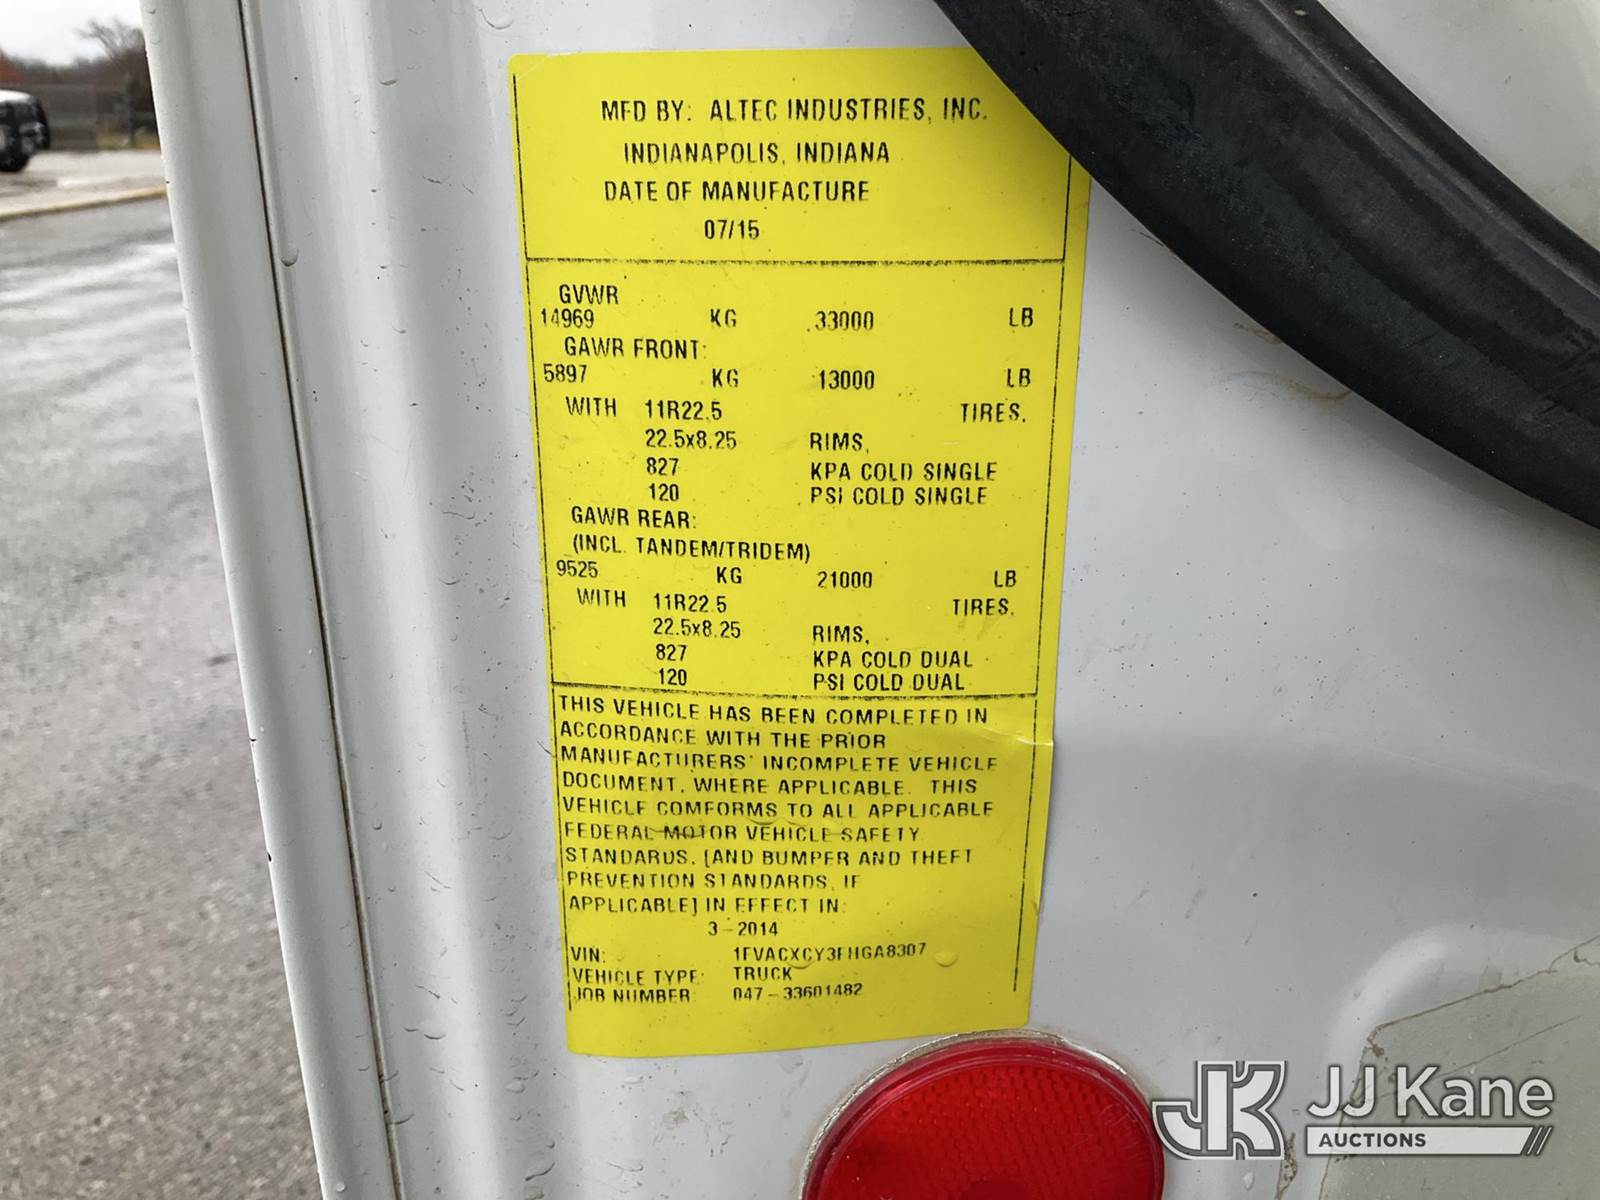 MFD BY: ALTEC INDUSTRIES, INC.
INDIANAPOLIS, INDIANA
DATE OF MANUFACTURE
07/15
GVWR
14969 KG 33000 LB
GAWR FRONT:
5897 KG 13000 LB
WITH 11R22.5 TIRES.
22.5x8.25 RIMS,
827 KPA COLD SINGLE
120 PSI COLD SINGLE
GAWR REAR:
(INCL. TANDEM/TRIDEM)
9525 KG 21000 LB
WITH 11R22.5 TIRES.
22.5x8.25 RIMS,
827 KPA COLD DUAL
120 PSI COLD DUAL
THIS VEHICLE HAS BEEN COMPLETED IN
ACCORDANCE WITH THE PRIOR
MANUFACTURERS' INCOMPLETE VEHICLE
DOCUMENT, WHERE APPLICABLE. THIS
VEHICLE COMFORMS TO ALL APPLICABLE
FEDERAL MOTOR VEHICLE SAFETY
STANDARDS, [AND BUMPER AND THEFT
PREVENTION STANDARDS, IF
APPLICABLE] IN EFFECT IN:
3-2014
VIN: 1FVACXCY3FHGA8307
VEHICLE TYPE: TRUCK
JOB NUMBER: 047-33601482
JK JJ Kane
AUCTIONS